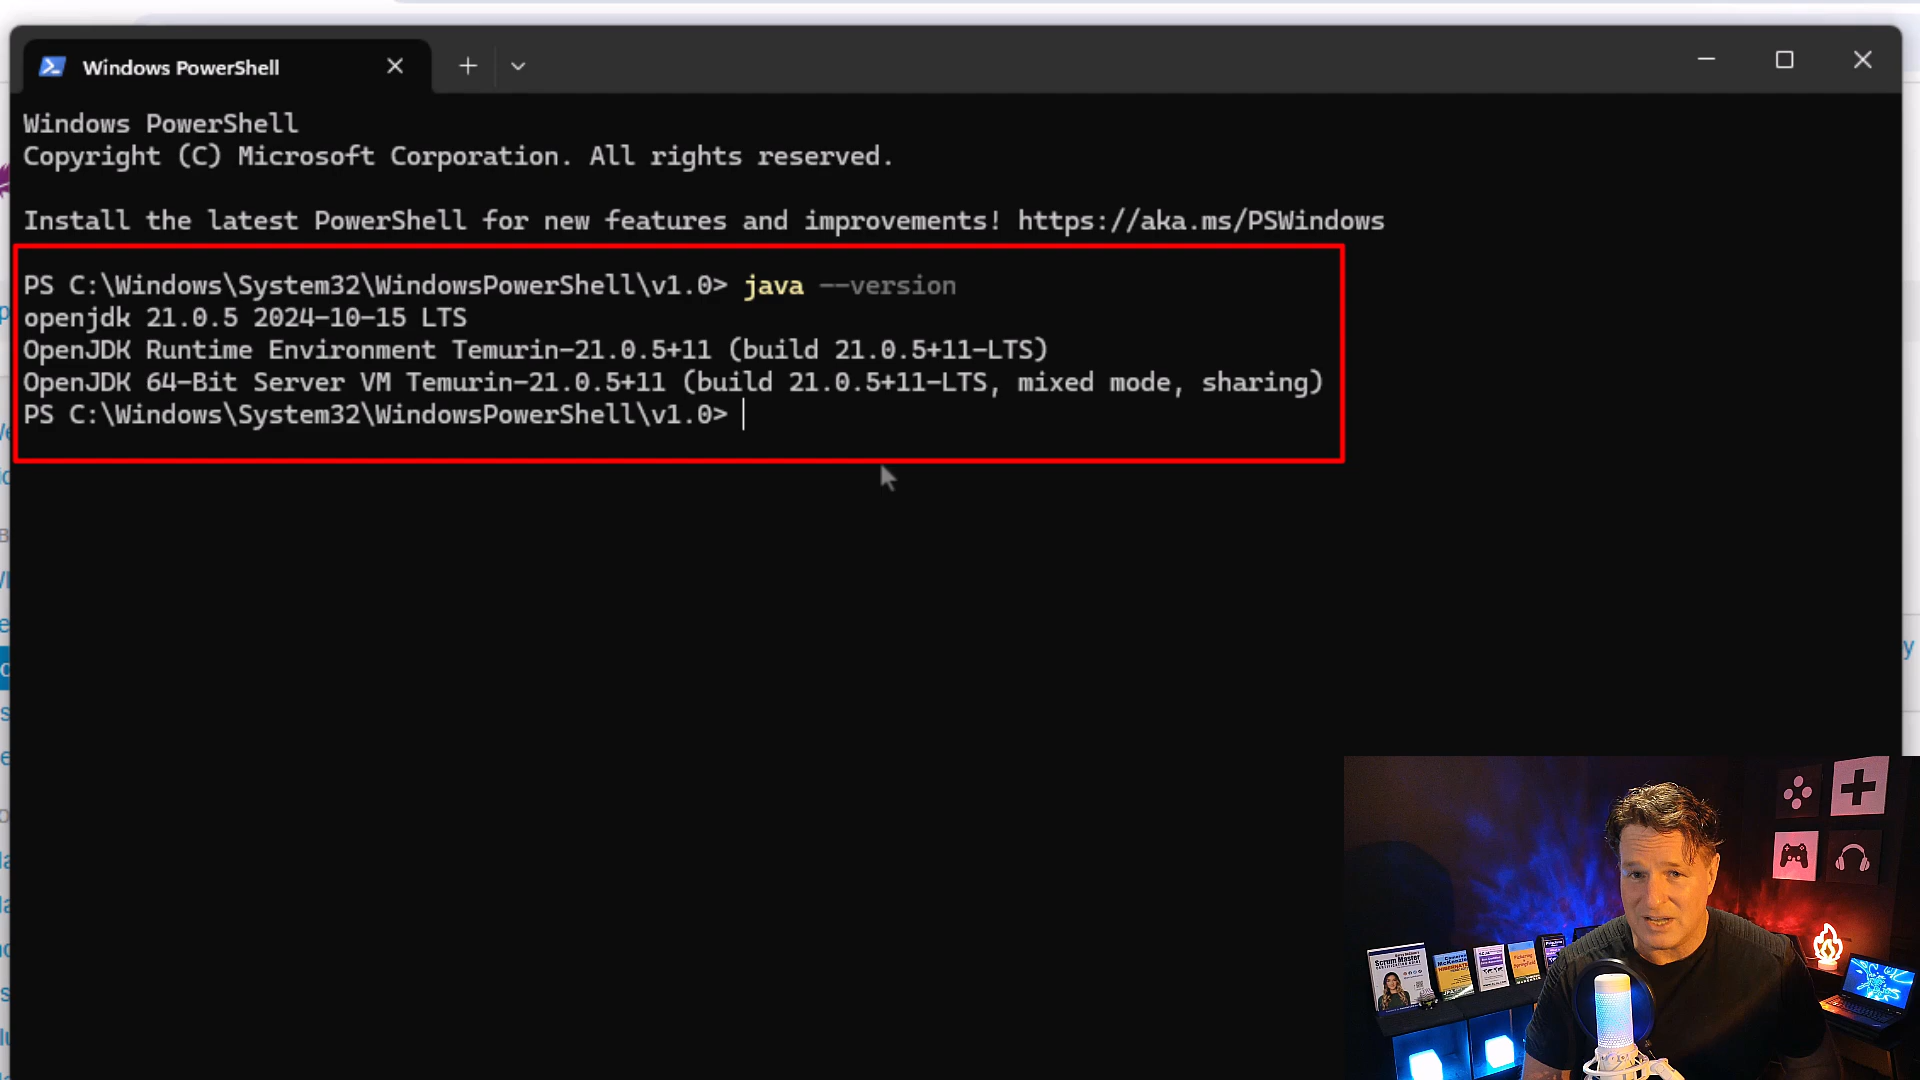 Windows PowerShell
Windows PowerShell
Copyright (C) Microsoft Corporation. All rights reserved.
Install the latest PowerShell for new features and improvements! https://aka.ms/PSWindows
PS C:\Windows\System32\WindowsPowerShell\v1.0> java --version
openjdk 21.0.5 2024-10-15 LTS
OpenJDK Runtime Environment Temurin-21.0.5+11 (build 21.0.5+11-LTS)
OpenJDK 64-Bit Server VM Temurin-21.0.5+11 (build 21.0.5+11-LTS, mixed mode, sharing)
PS C:\Windows\System32\WindowsPowerShell\v1.0>
Scrum Master
HIBERNATE